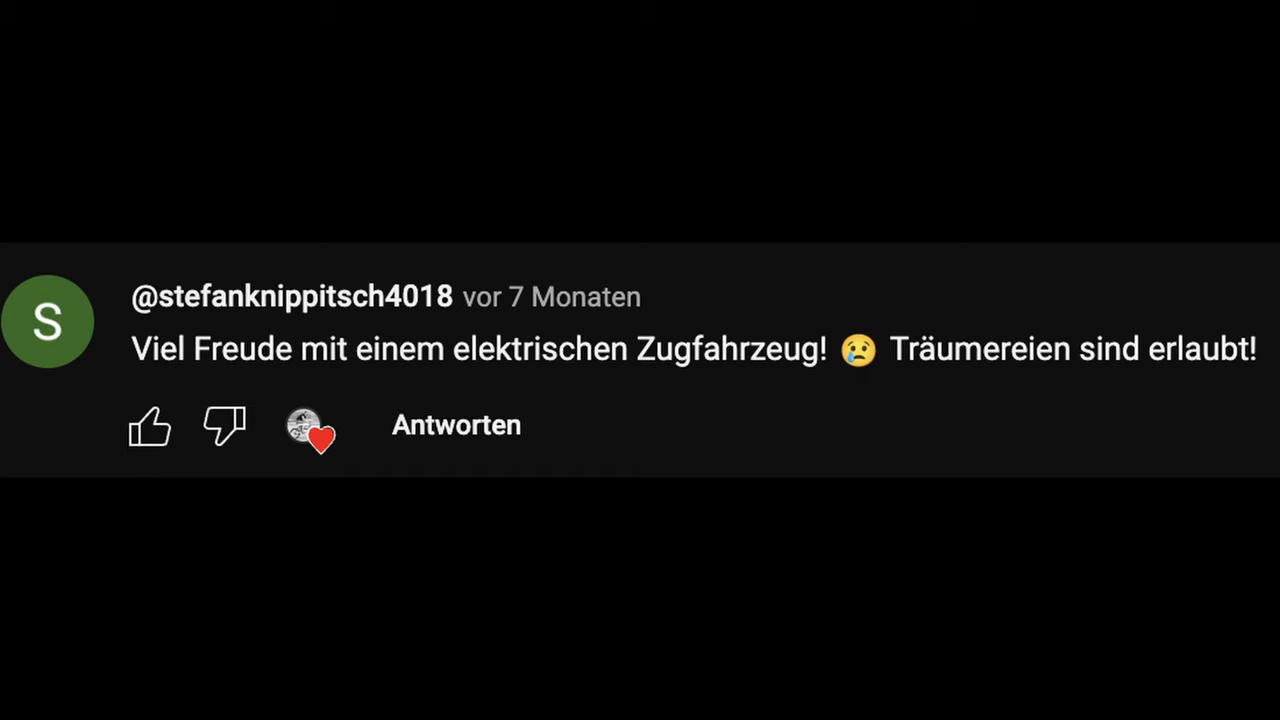 S
@stefanknippitsch4018 vor 7 Monaten
Viel Freude mit einem elektrischen Zugfahrzeug! 😢 Träumereien sind erlaubt!
Antworten